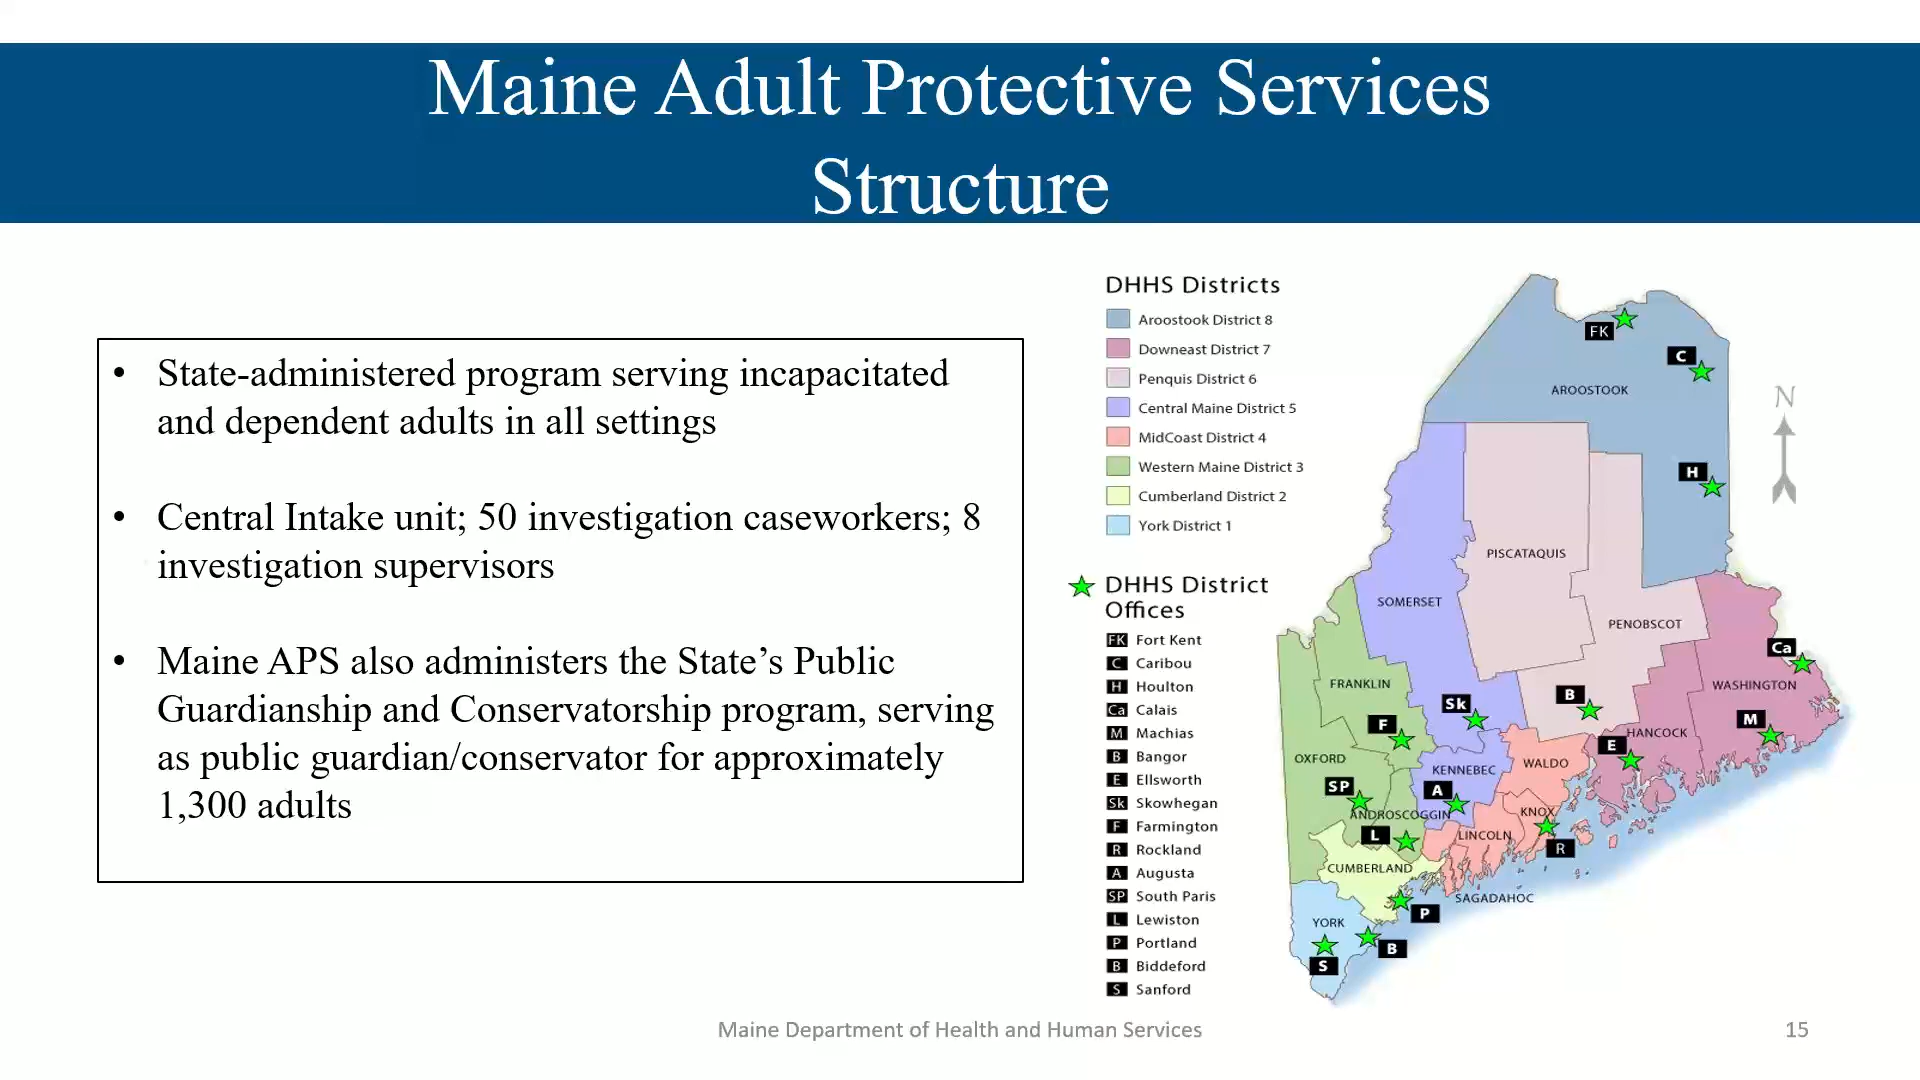 Maine Adult Protective Services
Structure
• State-administered program serving incapacitated
and dependent adults in all settings
• Central Intake unit; 50 investigation caseworkers; 8
investigation supervisors
• Maine APS also administers the State’s Public
Guardianship and Conservatorship program, serving
as public guardian/conservator for approximately
1,300 adults
DHHS Districts
Aroostook District 8
Downeast District 7
Penquis District 6
Central Maine District 5
MidCoast District 4
Western Maine District 3
Cumberland District 2
York District 1
DHHS District
Offices
FK Fort Kent
C Caribou
H Houlton
Ca Calais
M Machias
B Bangor
E Ellsworth
Sk Skowhegan
F Farmington
R Rockland
A Augusta
SP South Paris
L Lewiston
P Portland
B Biddeford
S Sanford
FK
C
AROOSTOOK
N
H
PISCATAQUIS
SOMERSET
PENOBSCOT
Ca
FRANKLIN
WASHINGTON
B
Sk
M
F
HANCOCK
E
OXFORD
WALDO
KENNEBEC
SP
A
KNOX
ANDROSCOGGIN
L
LINCOLN
R
CUMBERLAND
SAGADAHOC
P
YORK
B
S
Maine Department of Health and Human Services
15